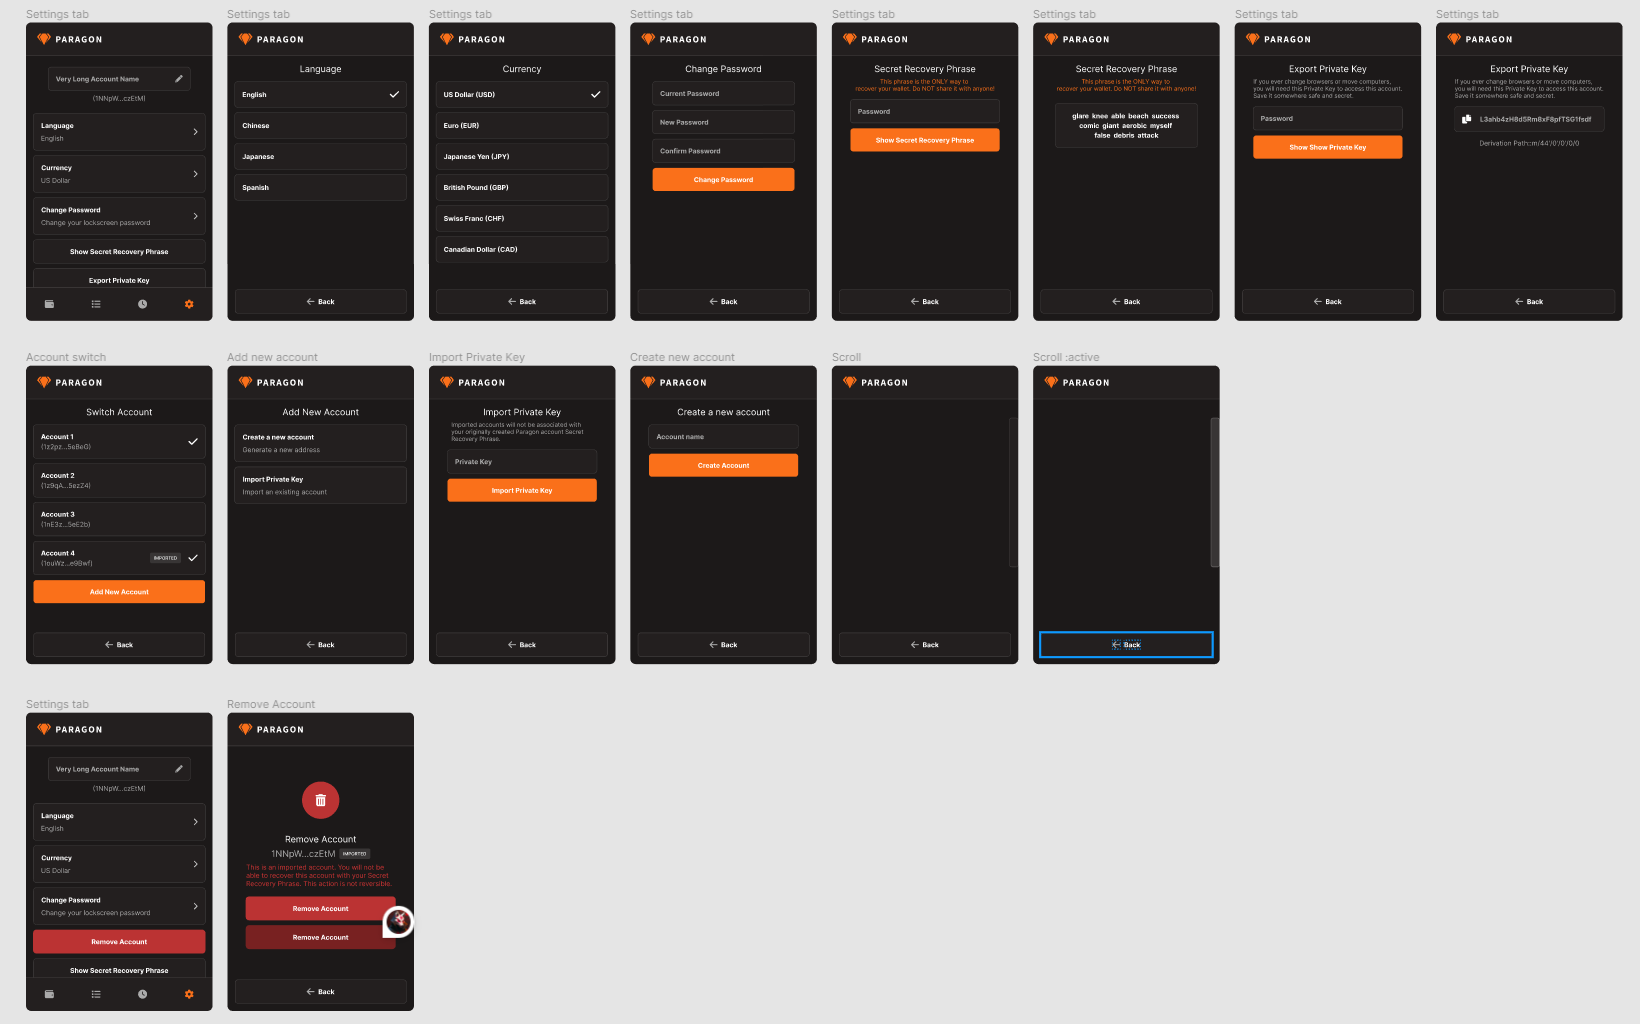 Settings tab
PARAGON
Very Long Account Name
(1NNpW...czEtM)
Language
English
Currency
US Dollar
Change Password
Change your lockscreen password
Show Secret Recovery Phrase
Export Private Key
Settings tab
PARAGON
Language
English
Chinese
Japanese
Spanish
Back
Settings tab
PARAGON
Currency
US Dollar (USD)
Euro (EUR)
Japanese Yen (JPY)
British Pound (GBP)
Swiss Franc (CHF)
Canadian Dollar (CAD)
Back
Settings tab
PARAGON
Change Password
Current Password
New Password
Confirm Password
Change Password
Back
Settings tab
PARAGON
Secret Recovery Phrase
This phrase is the ONLY way to
recover your wallet. Do NOT share it with anyone!
Password
Show Secret Recovery Phrase
Back
Settings tab
PARAGON
Secret Recovery Phrase
This phrase is the ONLY way to
recover your wallet. Do NOT share it with anyone!
glare knee able beach success
comic giant aerobic myself
false debris attack
Back
Settings tab
PARAGON
Export Private Key
If you ever change browsers or move computers,
you will need this Private Key to access this account.
Save it somewhere safe and secret.
Password
Show Show Private Key
Back
Settings tab
PARAGON
Export Private Key
If you ever change browsers or move computers,
you will need this Private Key to access this account.
Save it somewhere safe and secret.
L3ahb4zH8d5Rm8xF8pfTSG1fsdf
Derivation Path::m/44'/0'/0'/0/0
Back
Account switch
PARAGON
Switch Account
Account 1
(1z2pz...5eBeG)
Account 2
(1z9qA...5ezZ4)
Account 3
(1nE3z...5eE2b)
Account 4
(1ouWz...e9Bwf)
IMPORTED
Add New Account
Back
Add new account
PARAGON
Add New Account
Create a new account
Generate a new address
Import Private Key
Import an existing account
Back
Import Private Key
PARAGON
Import Private Key
Imported accounts will not be associated with
your originally created Paragon account Secret
Recovery Phrase.
Private Key
Import Private Key
Back
Create new account
PARAGON
Create a new account
Account name
Create Account
Back
Scroll
PARAGON
Back
Scroll :active
PARAGON
Back
Settings tab
PARAGON
Very Long Account Name
(1NNpW...czEtM)
Language
English
Currency
US Dollar
Change Password
Change your lockscreen password
Remove Account
Show Secret Recovery Phrase
Remove Account
PARAGON
Remove Account
1NNpW...czEtM IMPORTED
This is an imported account. You will not be
able to recover this account with your Secret
Recovery Phrase. This action is not reversible.
Remove Account
Remove Account
Back